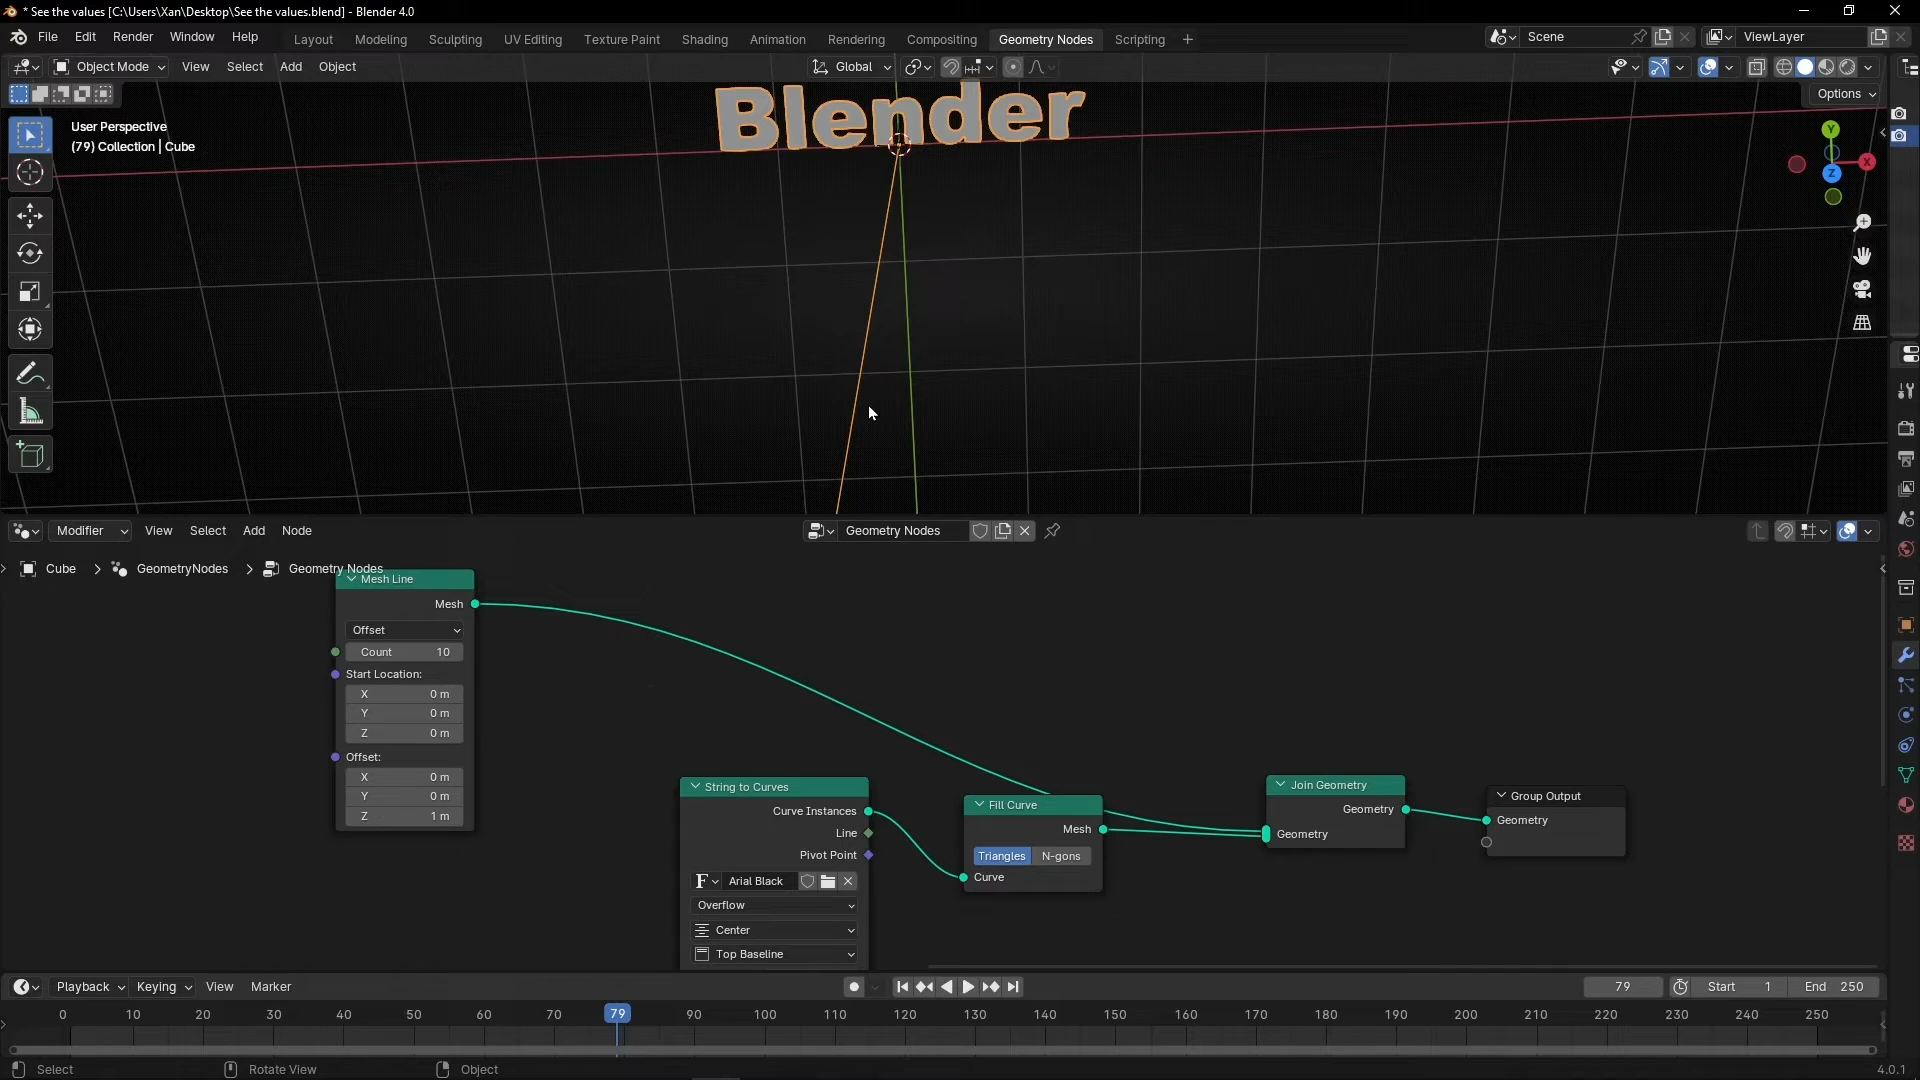 * See the values [C:\Users\Xan\Desktop\See the values.blend] - Blender 4.0
File Edit Render Window Help
Layout Modeling Sculpting UV Editing Texture Paint Shading Animation Rendering Compositing Geometry Nodes Scripting +
Scene
ViewLayer
Object Mode View Select Add Object
Global
Options
User Perspective
(79) Collection | Cube
Blender
Y
X
Z
Modifier View Select Add Node
Geometry Nodes
Cube > GeometryNodes > Geometry Nodes
Mesh Line
Mesh
Offset
Count 10
Start Location:
X 0 m
Y 0 m
Z 0 m
Offset:
X 0 m
Y 0 m
Z 1 m
String to Curves
Curve Instances
Line
Pivot Point
F Arial Black
Overflow
Center
Top Baseline
Fill Curve
Mesh
Triangles N-gons
Curve
Join Geometry
Geometry
Geometry
Group Output
Geometry
Playback Keying View Marker
79 Start 1 End 250
0 10 20 30 40 50 60 70 79 90 100 110 120 130 140 150 160 170 180 190 200 210 220 230 240 250
Select Rotate View Object 4.0.1